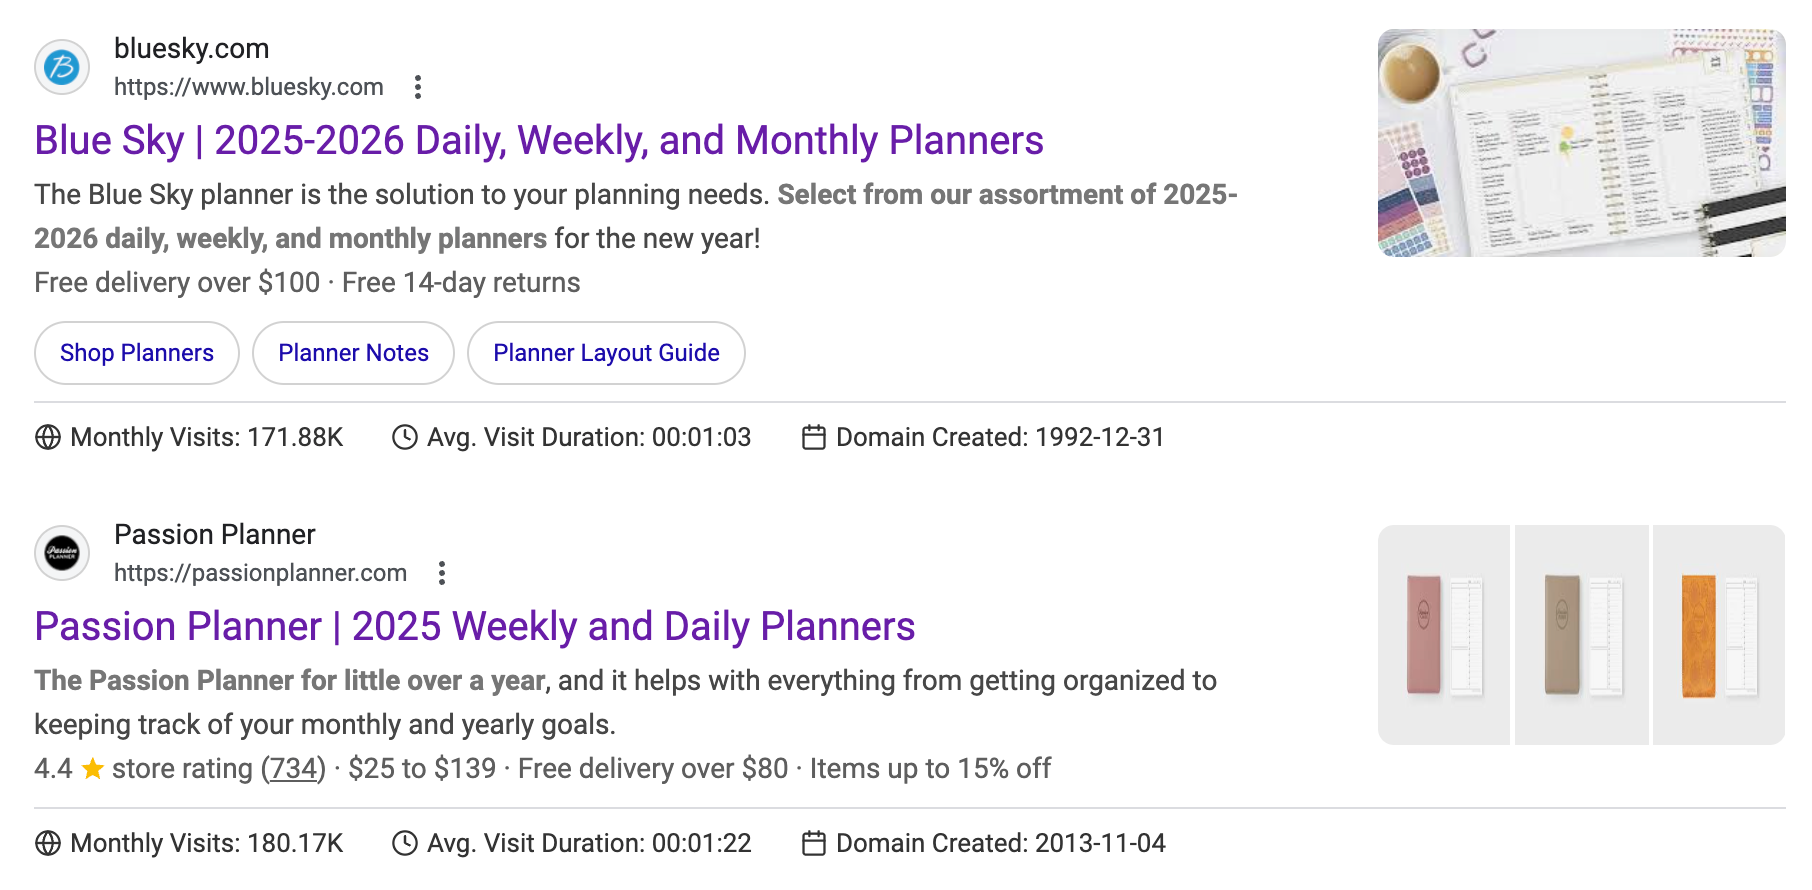 bluesky.com
https://www.bluesky.com
Blue Sky | 2025-2026 Daily, Weekly, and Monthly Planners
The Blue Sky planner is the solution to your planning needs. Select from our assortment of 2025-
2026 daily, weekly, and monthly planners for the new year!
Free delivery over $100 · Free 14-day returns
Shop Planners
Planner Notes
Planner Layout Guide
Monthly Visits: 171.88K
Avg. Visit Duration: 00:01:03
Domain Created: 1992-12-31
Passion Planner
PLANNER
https://passionplanner.com
Passion Planner | 2025 Weekly and Daily Planners
The Passion Planner for little over a year, and it helps with everything from getting organized to
keeping track of your monthly and yearly goals.
4.4 ★ store rating (734) · $25 to $139 · Free delivery over $80 · Items up to 15% off
Monthly Visits: 180.17K
Avg. Visit Duration: 00:01:22
Domain Created: 2013-11-04